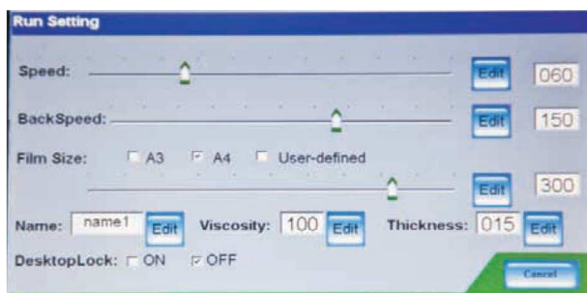 Run Setting
Speed: Edit 060
BackSpeed: Edit 150
Film Size: A3 A4 User-defined
Edit 300
Name: name1 Edit Viscosity: 100 Edit Thickness: 015 Edit
DesktopLock: ON OFF
Cancel